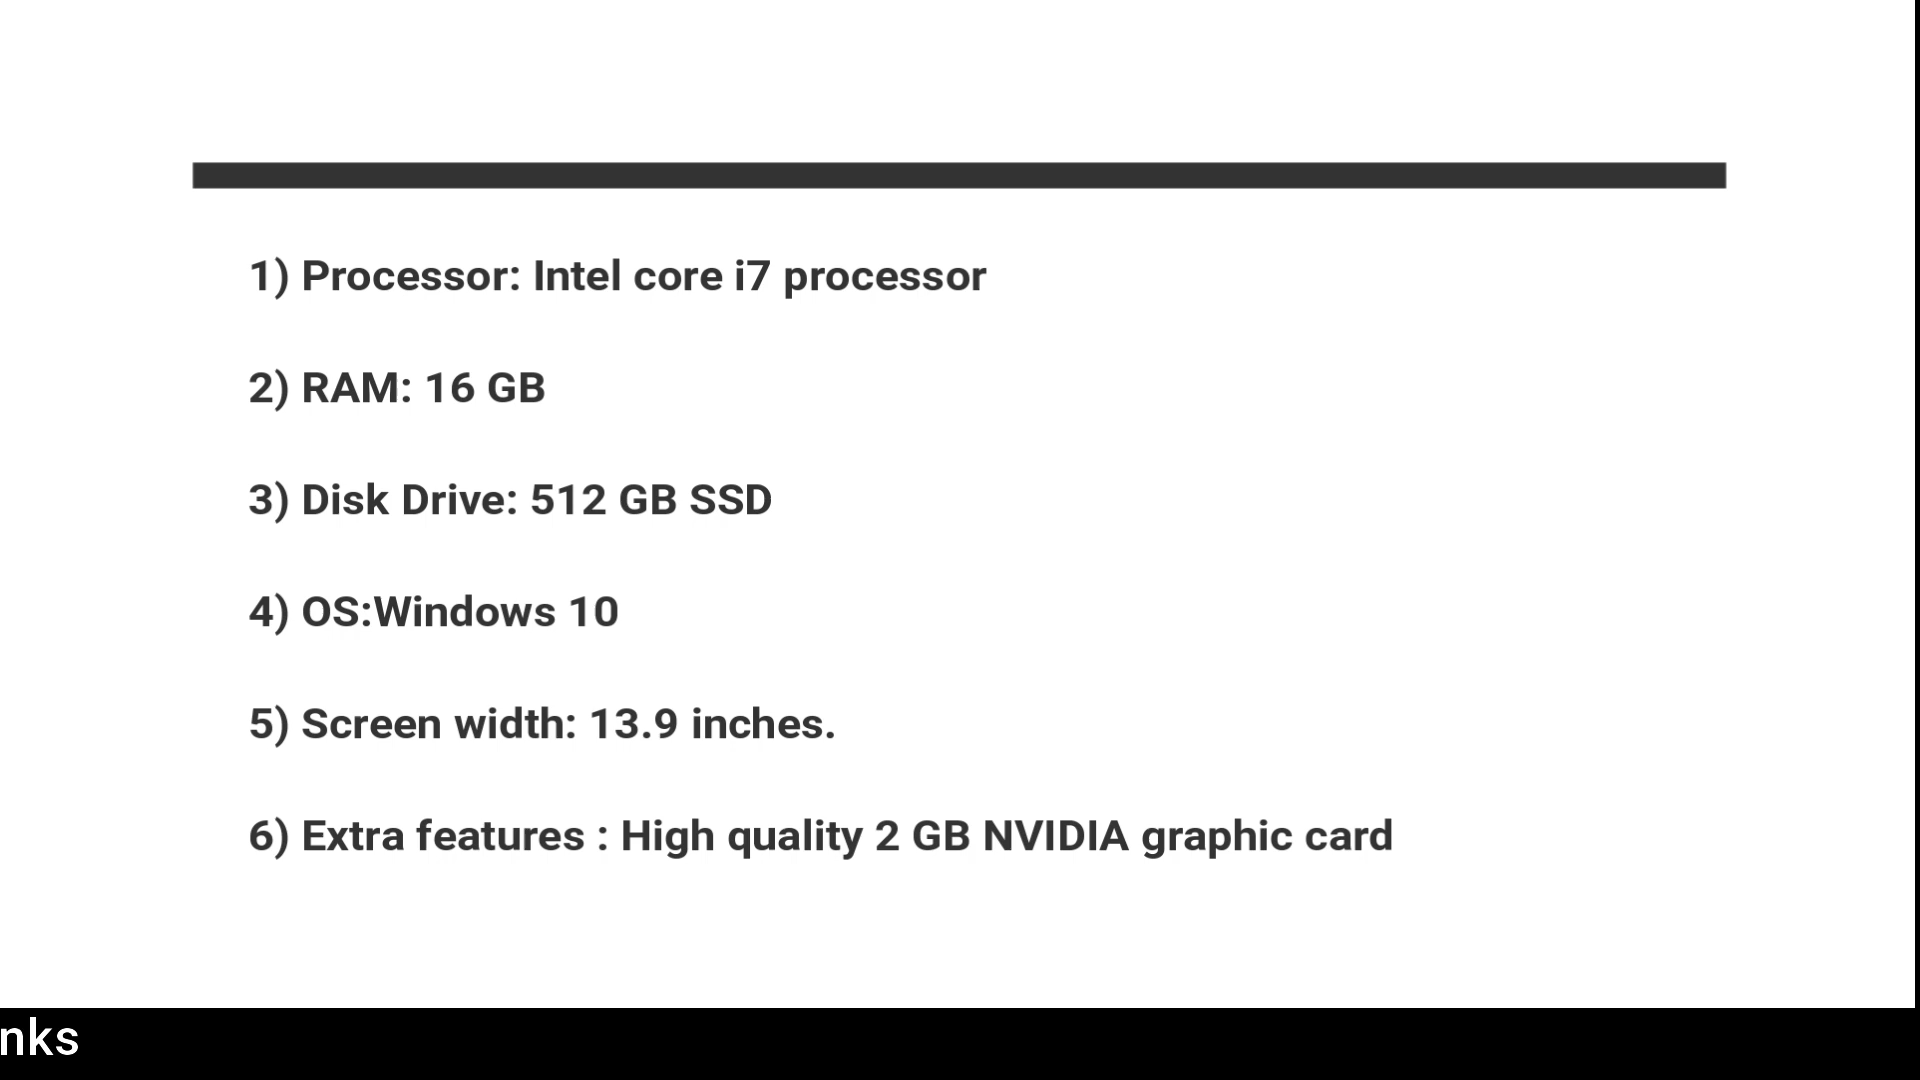 1) Processor: Intel core i7 processor
2) RAM: 16 GB
3) Disk Drive: 512 GB SSD
4) OS:Windows 10
5) Screen width: 13.9 inches.
6) Extra features : High quality 2 GB NVIDIA graphic card
nks